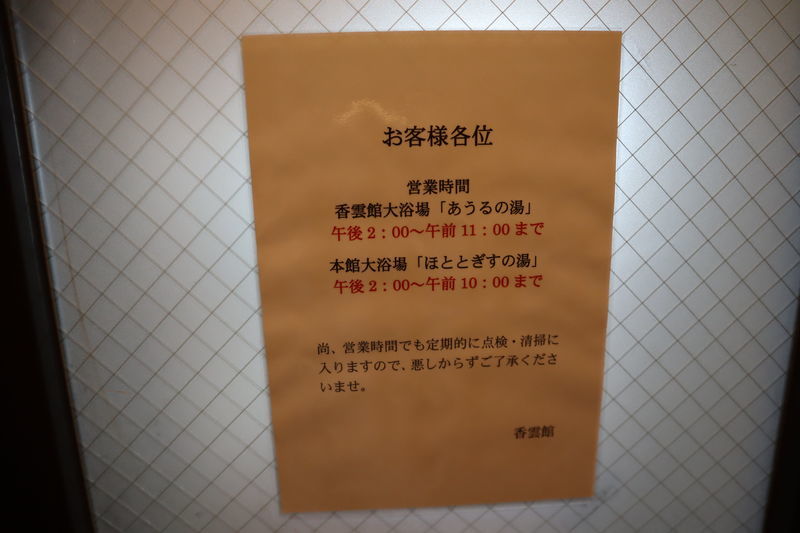 お客様各位
営業時間
香雲館大浴場「あうるの湯」
午後2：00～午前11：00まで
本館大浴場「ほととぎすの湯」
午後2：00～午前10：00まで
尚、営業時間でも定期的に点検・清掃に
入りますので、悪しからずご了承くださ
いませ。
香雲館